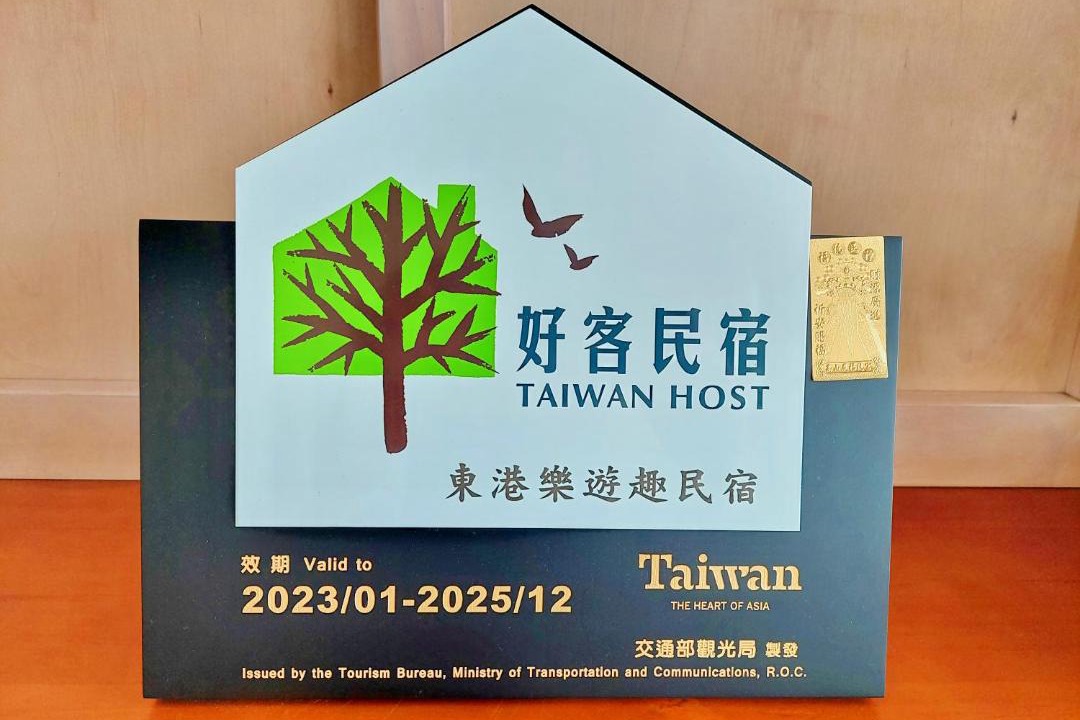 好客民宿
TAIWAN HOST
東港樂遊趣民宿
效期 Valid to
2023/01-2025/12
Taiwan
THE HEART OF ASIA
交通部觀光局 製發
Issued by the Tourism Bureau, Ministry of Transportation and Communications, R.O.C.